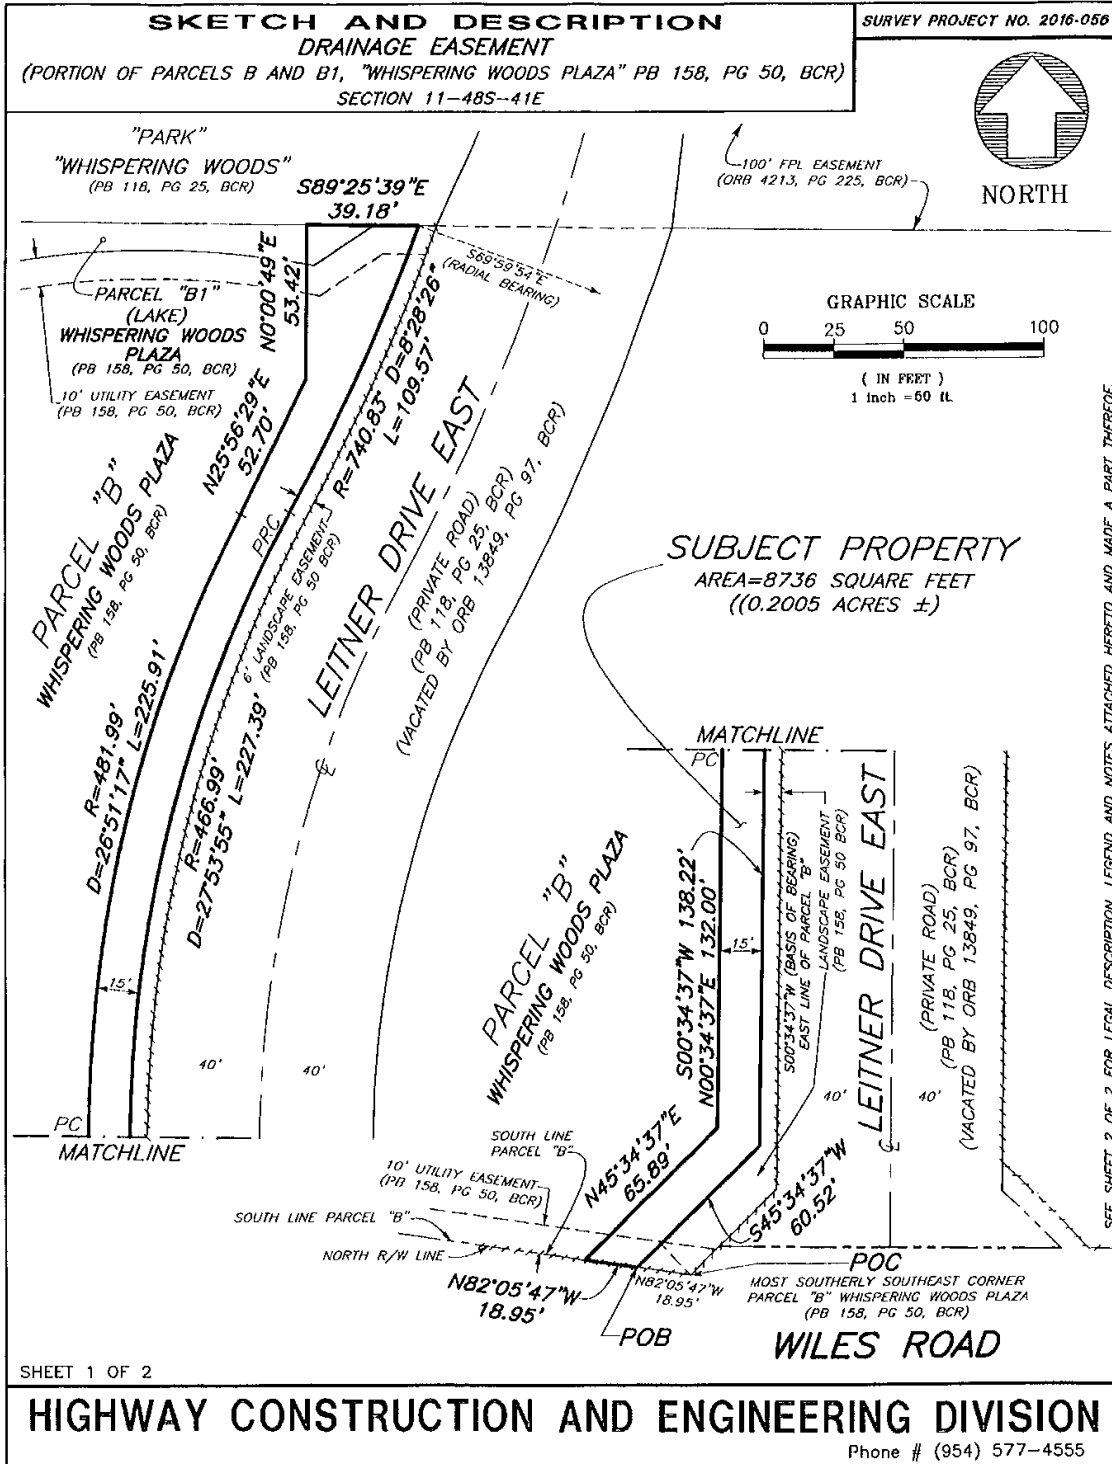 SKETCH AND DESCRIPTION
DRAINAGE EASEMENT
(PORTION OF PARCELS B AND B1, "WHISPERING WOODS PLAZA" PB 158, PG 50, BCR)
SECTION 11-48S-41E
SURVEY PROJECT NO. 2016-056
NORTH
"PARK"
"WHISPERING WOODS"
(PB 118, PG 25, BCR)
S89°25'39"E
39.18'
100' FPL EASEMENT
(ORB 4213, PG 225, BCR)
S69°59'54"E
(RADIAL BEARING)
N0°00'49"E
53.42'
PARCEL "B1"
(LAKE)
WHISPERING WOODS
PLAZA
(PB 158, PG 50, BCR)
10' UTILITY EASEMENT
(PB 158, PG 50, BCR)
GRAPHIC SCALE
0 25 50 100
( IN FEET )
1 inch =50 ft.
N25°56'29"E
52.70'
R=740.83' D=8°28'26"
L=109.57'
PARCEL "B"
WHISPERING WOODS PLAZA
(PB 158, PG 50, BCR)
PRC
6' LANDSCAPE EASEMENT
(PB 158, PG 50 BCR)
LEITNER DRIVE EAST
(PRIVATE ROAD)
(PB 118, PG 25, BCR)
(VACATED BY ORB 13849, PG 97, BCR)
℄
SUBJECT PROPERTY
AREA=8736 SQUARE FEET
((0.2005 ACRES ±)
R=481.99'
D=26°51'17" L=225.91'
R=466.99'
D=27°53'55" L=227.39'
15'
40'
40'
PC
MATCHLINE
MATCHLINE
PC
S00°34'37"W 138.22'
N00°34'37"E 132.00'
15'
S00°34'37"W (BASIS OF BEARING)
EAST LINE OF PARCEL "B"
LANDSCAPE EASEMENT
(PB 158, PG 50 BCR)
LEITNER DRIVE EAST
℄
(PRIVATE ROAD)
(PB 118, PG 25, BCR)
(VACATED BY ORB 13849, PG 97, BCR)
40'
40'
PARCEL "B"
WHISPERING WOODS PLAZA
(PB 158, PG 50, BCR)
N45°34'37"E
65.89'
S45°34'37"W
60.52'
SOUTH LINE
PARCEL "B"
10' UTILITY EASEMENT
(PB 158, PG 50, BCR)
SOUTH LINE PARCEL "B"
NORTH R/W LINE
N82°05'47"W
18.95'
N82°05'47"W
18.95'
POB
POC
MOST SOUTHERLY SOUTHEAST CORNER
PARCEL "B" WHISPERING WOODS PLAZA
(PB 158, PG 50, BCR)
WILES ROAD
SEE SHEET 2 OF 2 FOR LEGAL DESCRIPTION, LEGEND AND NOTES ATTACHED HERETO AND MADE A PART THEREOF
SHEET 1 OF 2
HIGHWAY CONSTRUCTION AND ENGINEERING DIVISION
Phone # (954) 577-4555